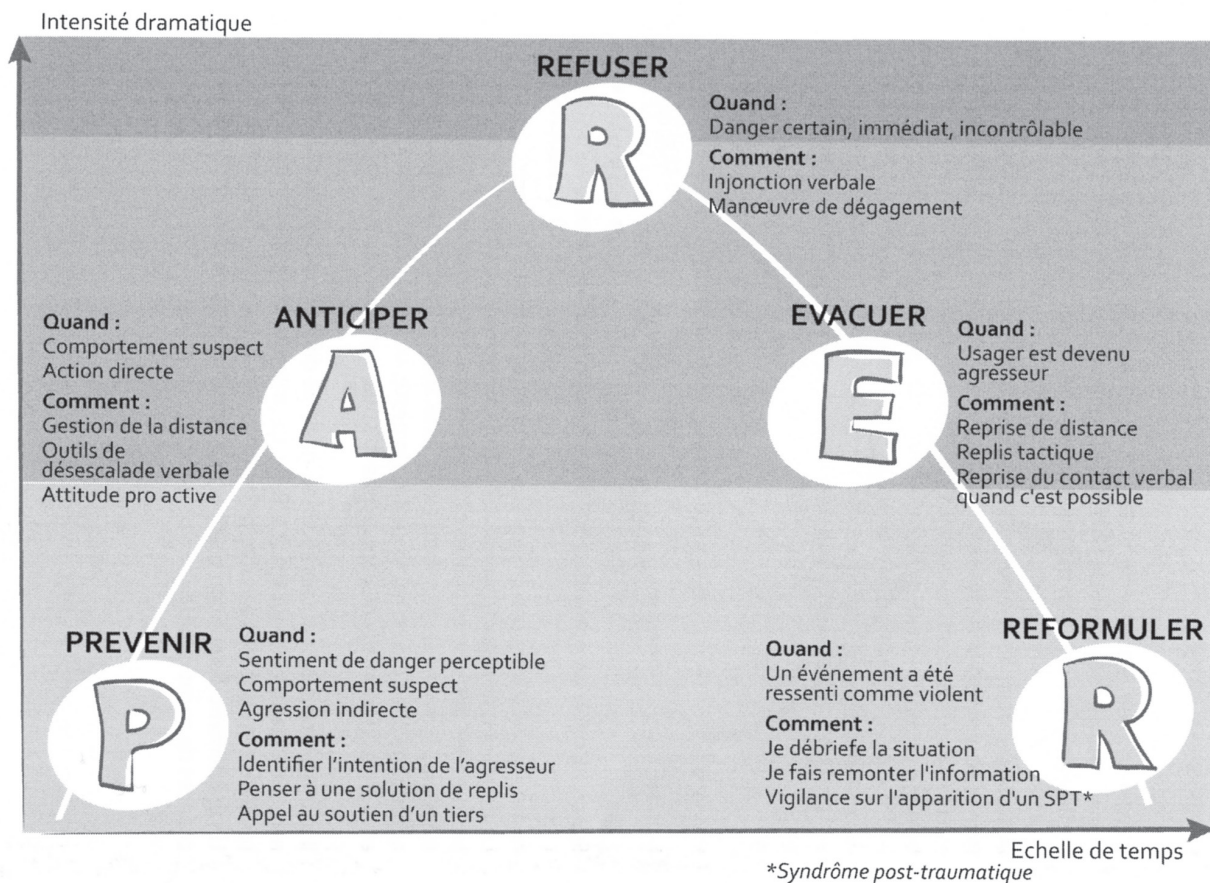 Intensité dramatique
REFUSER
R
Quand :
Danger certain, immédiat, incontrôlable
Comment :
Injonction verbale
Manœuvre de dégagement
ANTICIPER
A
Quand :
Comportement suspect
Action directe
Comment :
Gestion de la distance
Outils de
désescalade verbale
Attitude pro active
EVACUER
E
Quand :
Usager est devenu
agresseur
Comment :
Reprise de distance
Replis tactique
Reprise du contact verbal
quand c'est possible
PREVENIR
P
Quand :
Sentiment de danger perceptible
Comportement suspect
Agression indirecte
Comment :
Identifier l'intention de l'agresseur
Penser à une solution de replis
Appel au soutien d'un tiers
REFORMULER
R
Quand :
Un événement a été
ressenti comme violent
Comment :
Je débriefe la situation
Je fais remonter l'information
Vigilance sur l'apparition d'un SPT*
Echelle de temps
*Syndrôme post-traumatique